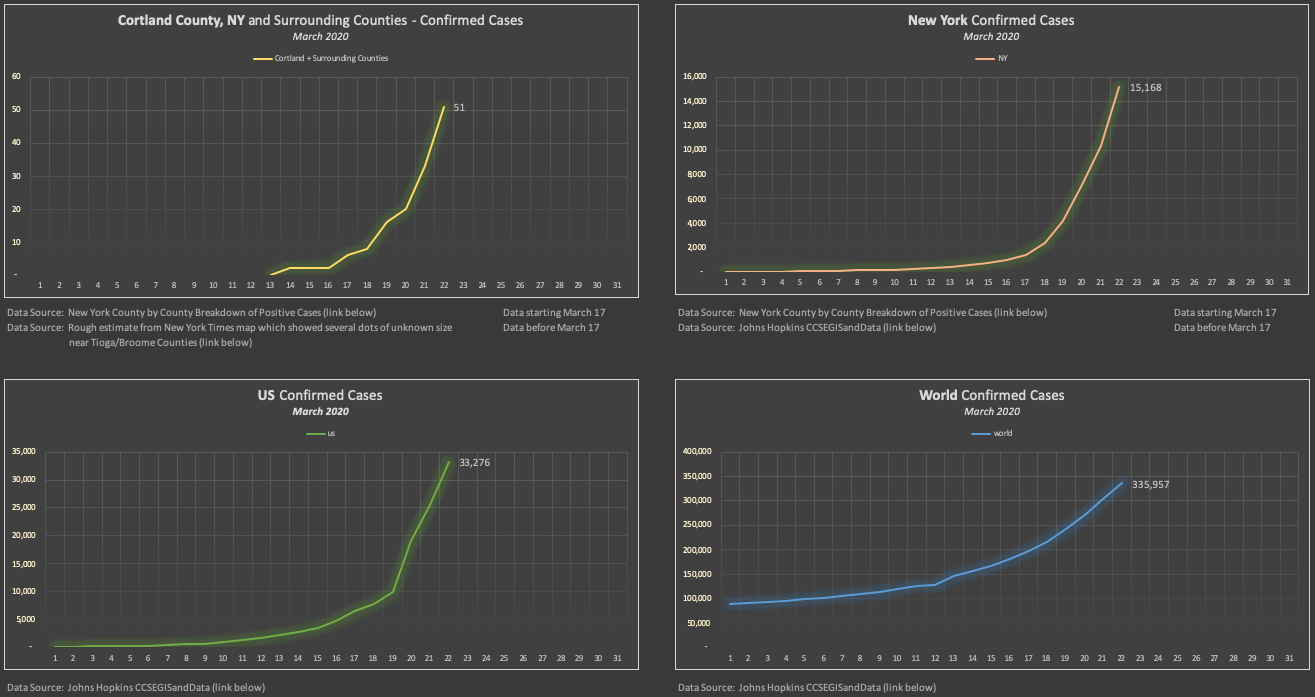 Cortland County, NY and Surrounding Counties - Confirmed Cases
March 2020
Cortland + Surrounding Counties
60
50
40
30
20
10
-
51
1 2 3 4 5 6 7 8 9 10 11 12 13 14 15 16 17 18 19 20 21 22 23 24 25 26 27 28 29 30 31
Data Source: New York County by County Breakdown of Positive Cases (link below) Data starting March 17
Data Source: Rough estimate from New York Times map which showed several dots of unknown size Data before March 17
near Tioga/Broome Counties (link below)
New York Confirmed Cases
March 2020
NY
16,000
14,000
12,000
10,000
8,000
6,000
4,000
2,000
-
15,168
1 2 3 4 5 6 7 8 9 10 11 12 13 14 15 16 17 18 19 20 21 22 23 24 25 26 27 28 29 30 31
Data Source: New York County by County Breakdown of Positive Cases (link below) Data starting March 17
Data Source: Johns Hopkins CCSEGISandData (link below) Data before March 17
US Confirmed Cases
March 2020
us
35,000
30,000
25,000
20,000
15,000
10,000
5,000
-
33,276
1 2 3 4 5 6 7 8 9 10 11 12 13 14 15 16 17 18 19 20 21 22 23 24 25 26 27 28 29 30 31
Data Source: Johns Hopkins CCSEGISandData (link below)
World Confirmed Cases
March 2020
world
400,000
350,000
300,000
250,000
200,000
150,000
100,000
50,000
-
335,957
1 2 3 4 5 6 7 8 9 10 11 12 13 14 15 16 17 18 19 20 21 22 23 24 25 26 27 28 29 30 31
Data Source: Johns Hopkins CCSEGISandData (link below)